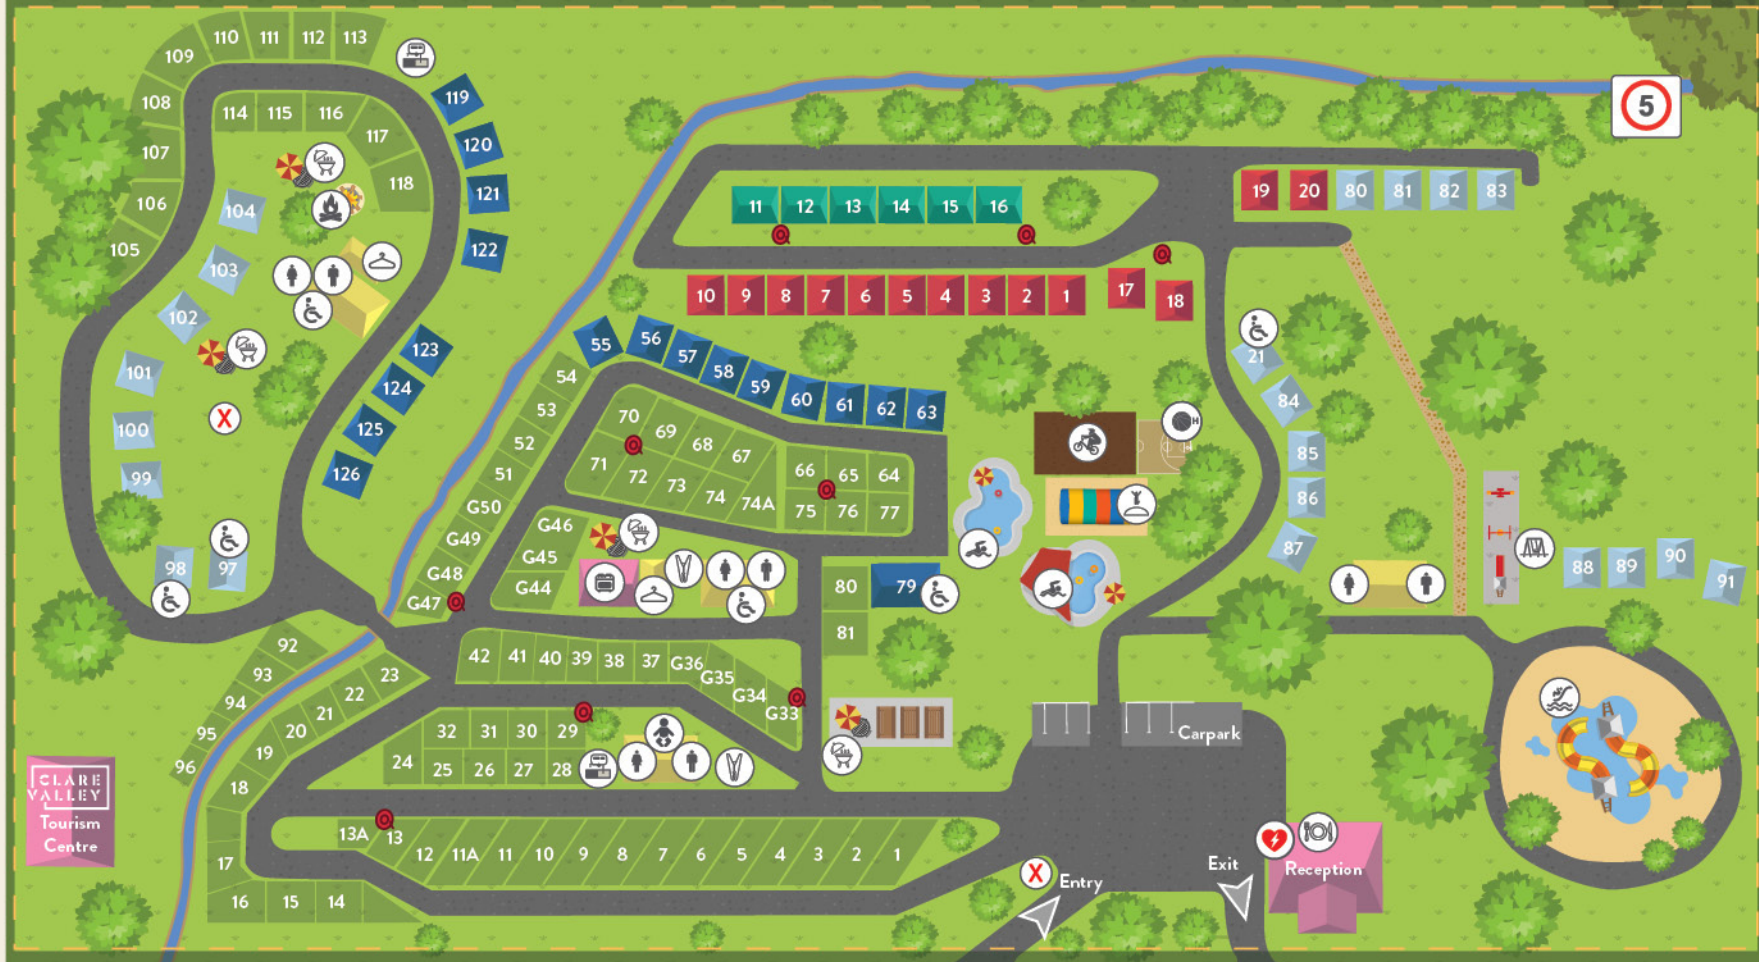 110 111 112 113
109
108
107
106
105
114 115 116
117
118
119
120
121
122
104
103
102
101
100
99
98 97
X
123
124
125
126
5
11 12 13 14 15 16
19 20 80 81 82 83
10 9 8 7 6 5 4 3 2 1
17
18
55 56 57 58 59 60 61 62 63
54
53
52
51
G50
G49
G48
G47
70 69 68 67
71 72 73 74 74A
66 65 64
75 76 77
G46
G45
G44
H
21
84
85
86
87
80 79
81
88 89 90 91
92
93
94
95
96
23
22
21
20
19
18
17
16 15 14
42 41 40 39 38 37 G36
G35
G34
G33
32 31 30 29
24 25 26 27 28
Carpark
CLARE
VALLEY
Tourism
Centre
13A 13 12 11A 11 10 9 8 7 6 5 4 3 2 1
X
Entry
Exit
Reception